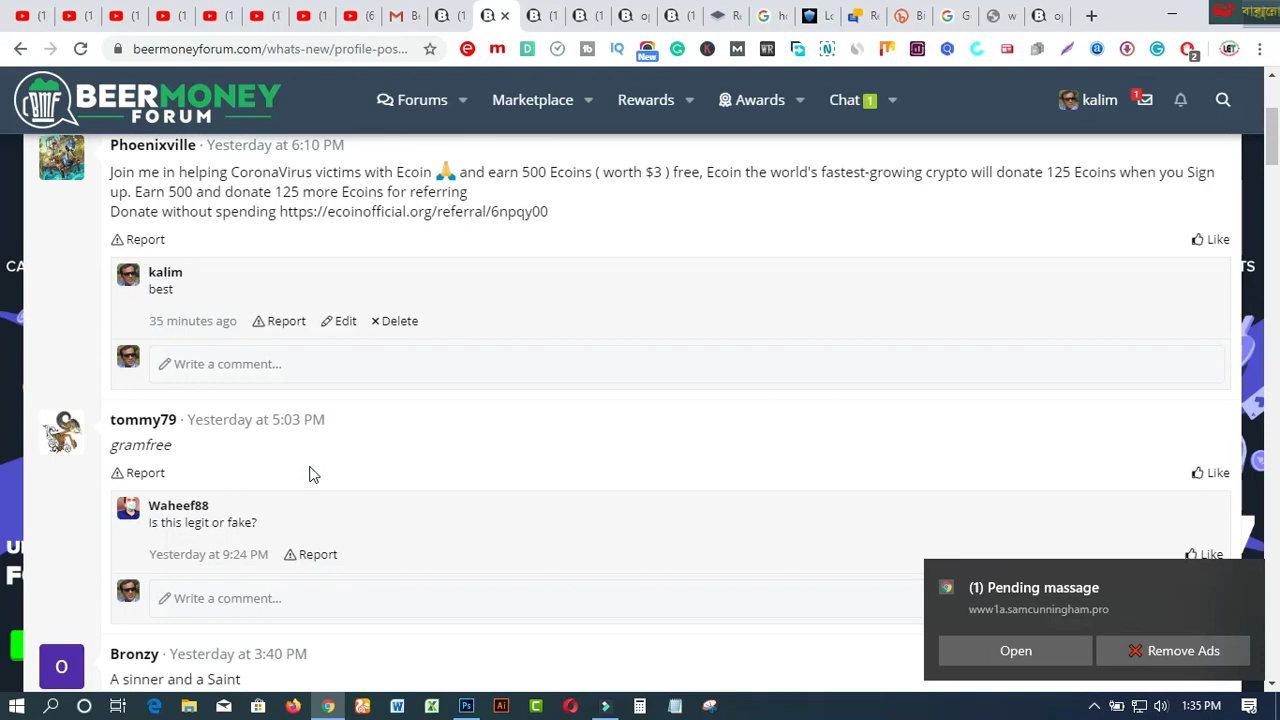 (6
B
beermoneyforum.com/whats-new/profile-pos...
New
2
BEERMONEY
FORUM
Forums
Marketplace
Rewards
Awards
Chat 1
kalim
1
Phoenixville · Yesterday at 6:10 PM
Join me in helping CoronaVirus victims with Ecoin 🙏 and earn 500 Ecoins ( worth $3 ) free, Ecoin the world's fastest-growing crypto will donate 125 Ecoins when you Sign
up. Earn 500 and donate 125 more Ecoins for referring
Donate without spending https://ecoinofficial.org/referral/6npqy00
Report
Like
kalim
best
35 minutes ago
Report
Edit
Delete
Write a comment...
tommy79 · Yesterday at 5:03 PM
gramfree
Report
Like
Waheef88
Is this legit or fake?
Yesterday at 9:24 PM
Report
Like
Write a comment...
Bronzy · Yesterday at 3:40 PM
O
A sinner and a Saint
(1) Pending massage
www1a.samcunningham.pro
Open
Remove Ads
1:35 PM